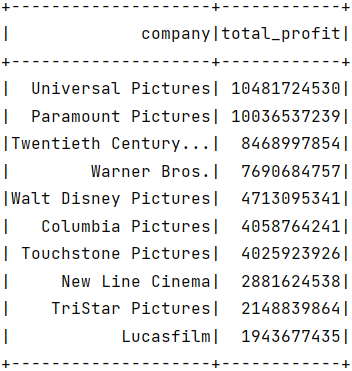 +--------------------+------------+
|             company|total_profit|
+--------------------+------------+
|  Universal Pictures| 10481724530|
|  Paramount Pictures| 10036537239|
|Twentieth Century...|  8468997854|
|        Warner Bros.|  7690684757|
|Walt Disney Pictures|  4713095341|
|   Columbia Pictures|  4058764241|
| Touchstone Pictures|  4025923926|
|     New Line Cinema|  2881624538|
|    TriStar Pictures|  2148839864|
|           Lucasfilm|  1943677435|
+--------------------+------------+